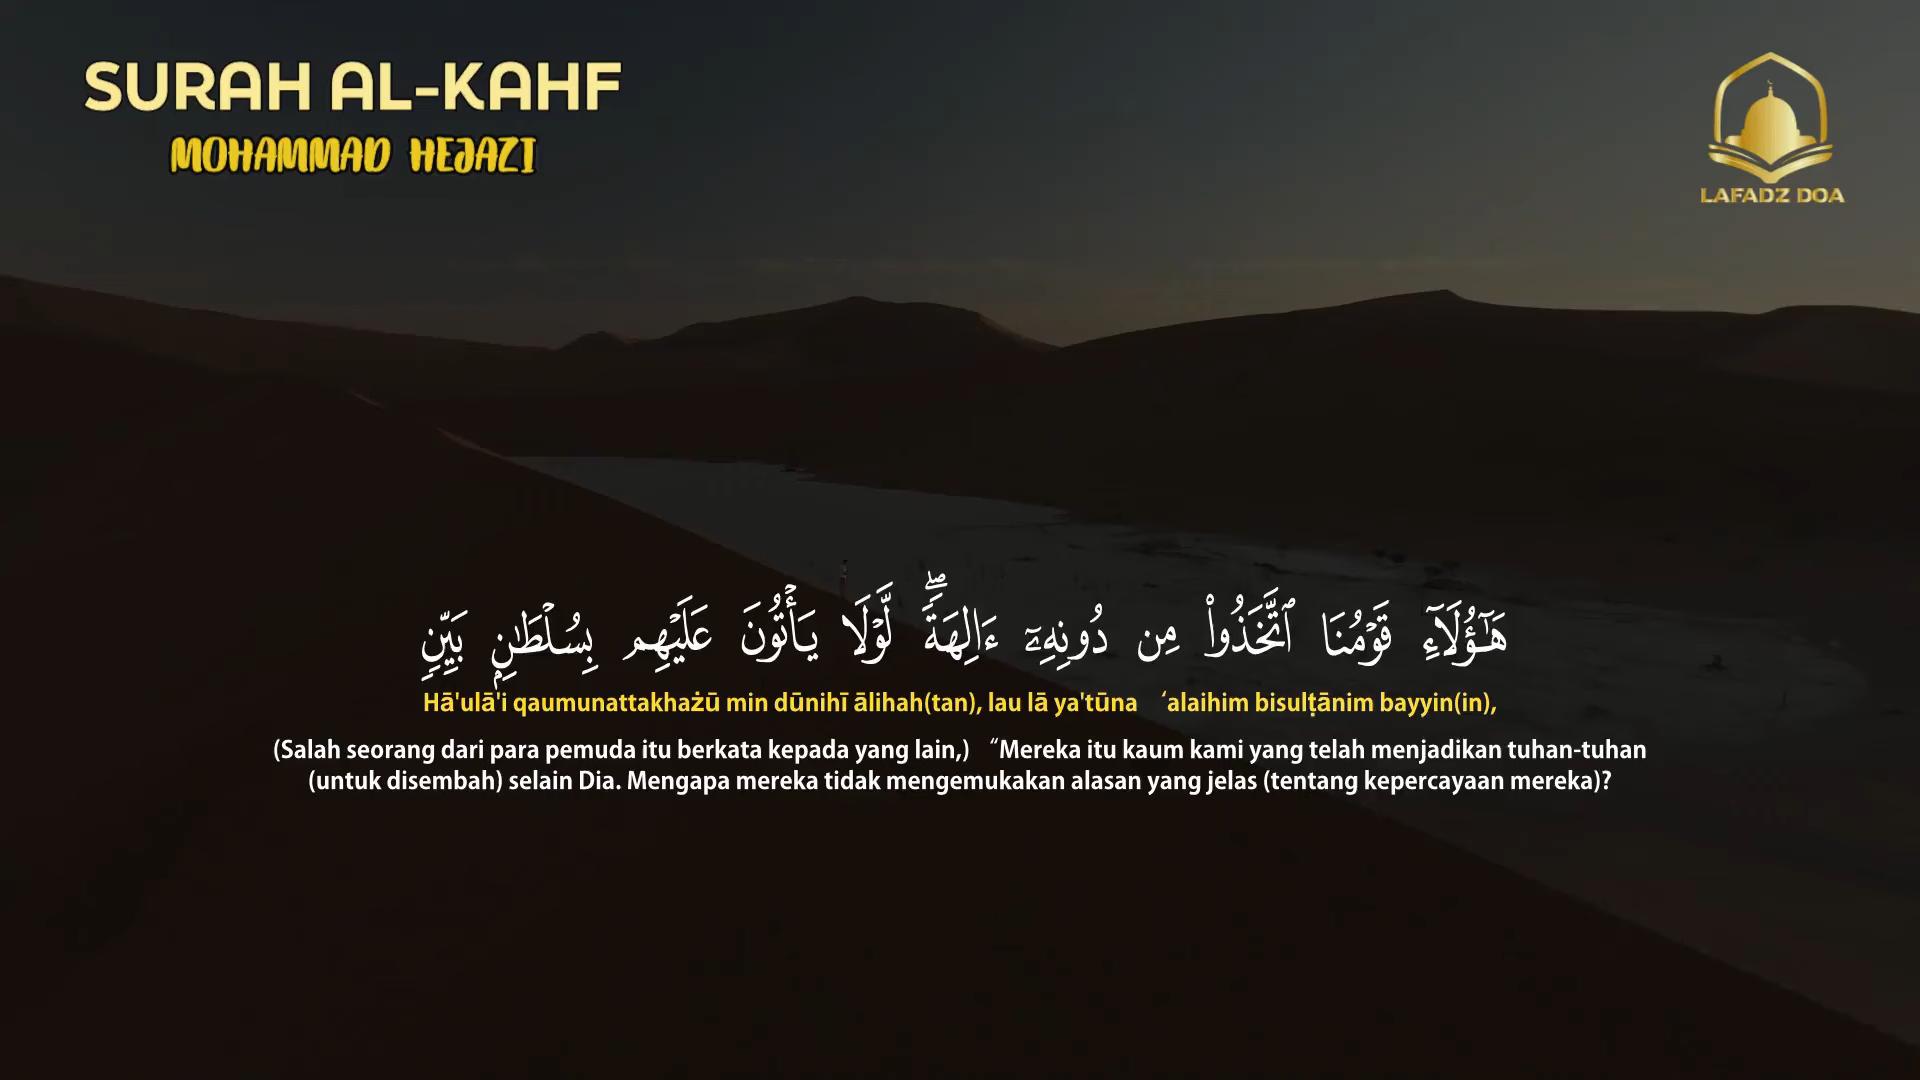 SURAH AL-KAHF
MOHAMMAD HEJAZI
LAFADZ DOA
هَـٰٓؤُلَآءِ قَوْمُنَا ٱتَّخَذُوا۟ مِن دُونِهِۦٓ ءَالِهَةًۖ لَّوْلَا يَأْتُونَ عَلَيْهِم بِسُلْطَـٰنٍۭ بَيِّنٍۖ
Hā'ulā'i qaumunattakhażū min dūnihī ālihah(tan), lau lā ya'tūna ‘alaihim bisulṭānim bayyin(in),
(Salah seorang dari para pemuda itu berkata kepada yang lain,) “Mereka itu kaum kami yang telah menjadikan tuhan-tuhan
(untuk disembah) selain Dia. Mengapa mereka tidak mengemukakan alasan yang jelas (tentang kepercayaan mereka)?